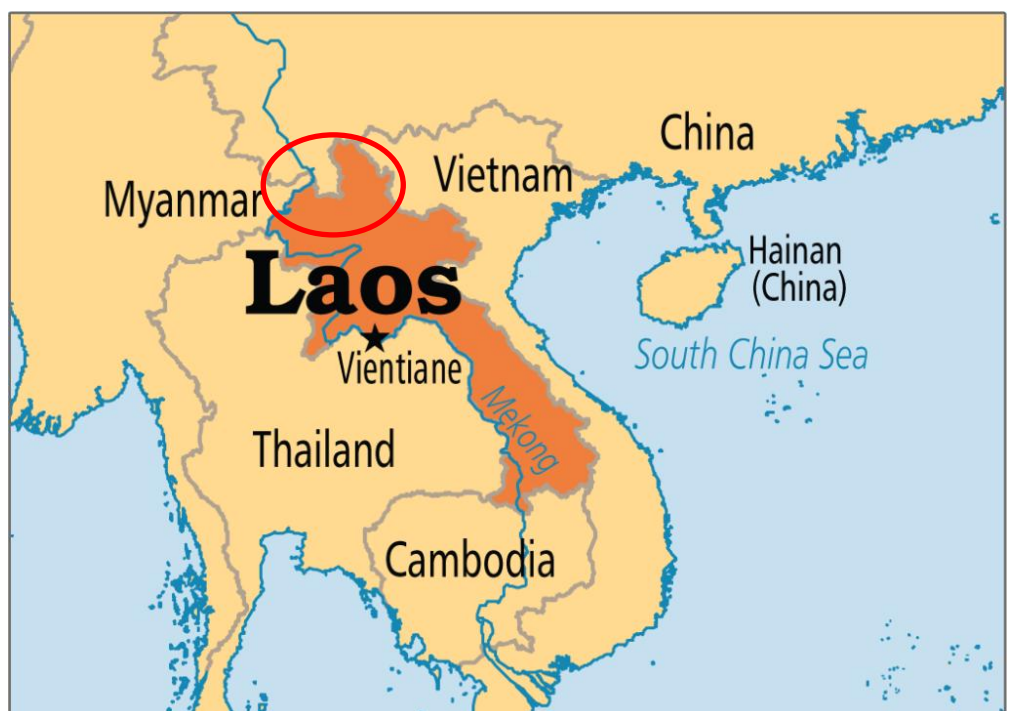 China
Vietnam
Myanmar
Hainan
(China)
Laos
South China Sea
Vientiane
Mekong
Thailand
Cambodia